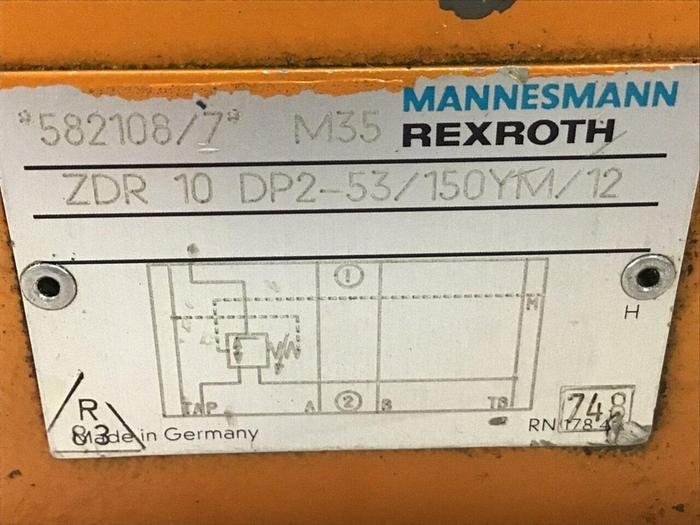 *582108/7* M35 MANNESMANN
REXROTH
ZDR 10 DP2-53/150YM/12
1
M
H
TA P A 2 B TB
R
83
Made in Germany
RN 178.4
748